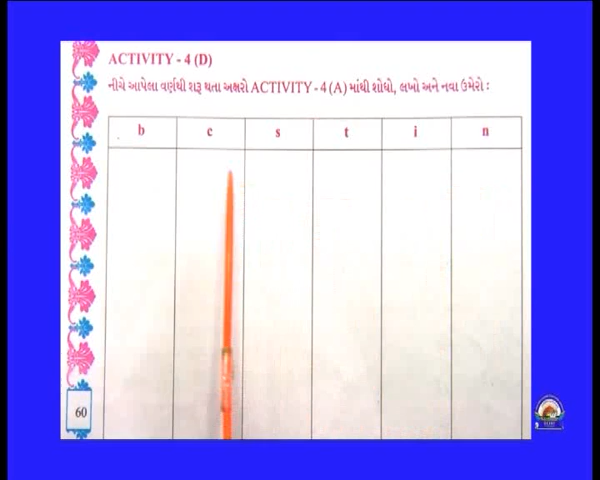 ACTIVITY - 4 (D)
નીચે આપેલા વર્ણથી શરૂ થતા અક્ષરો ACTIVITY - 4 (A) માંથી શોધો, લખો અને નવા ઉમેરો :
b c s t i n
60